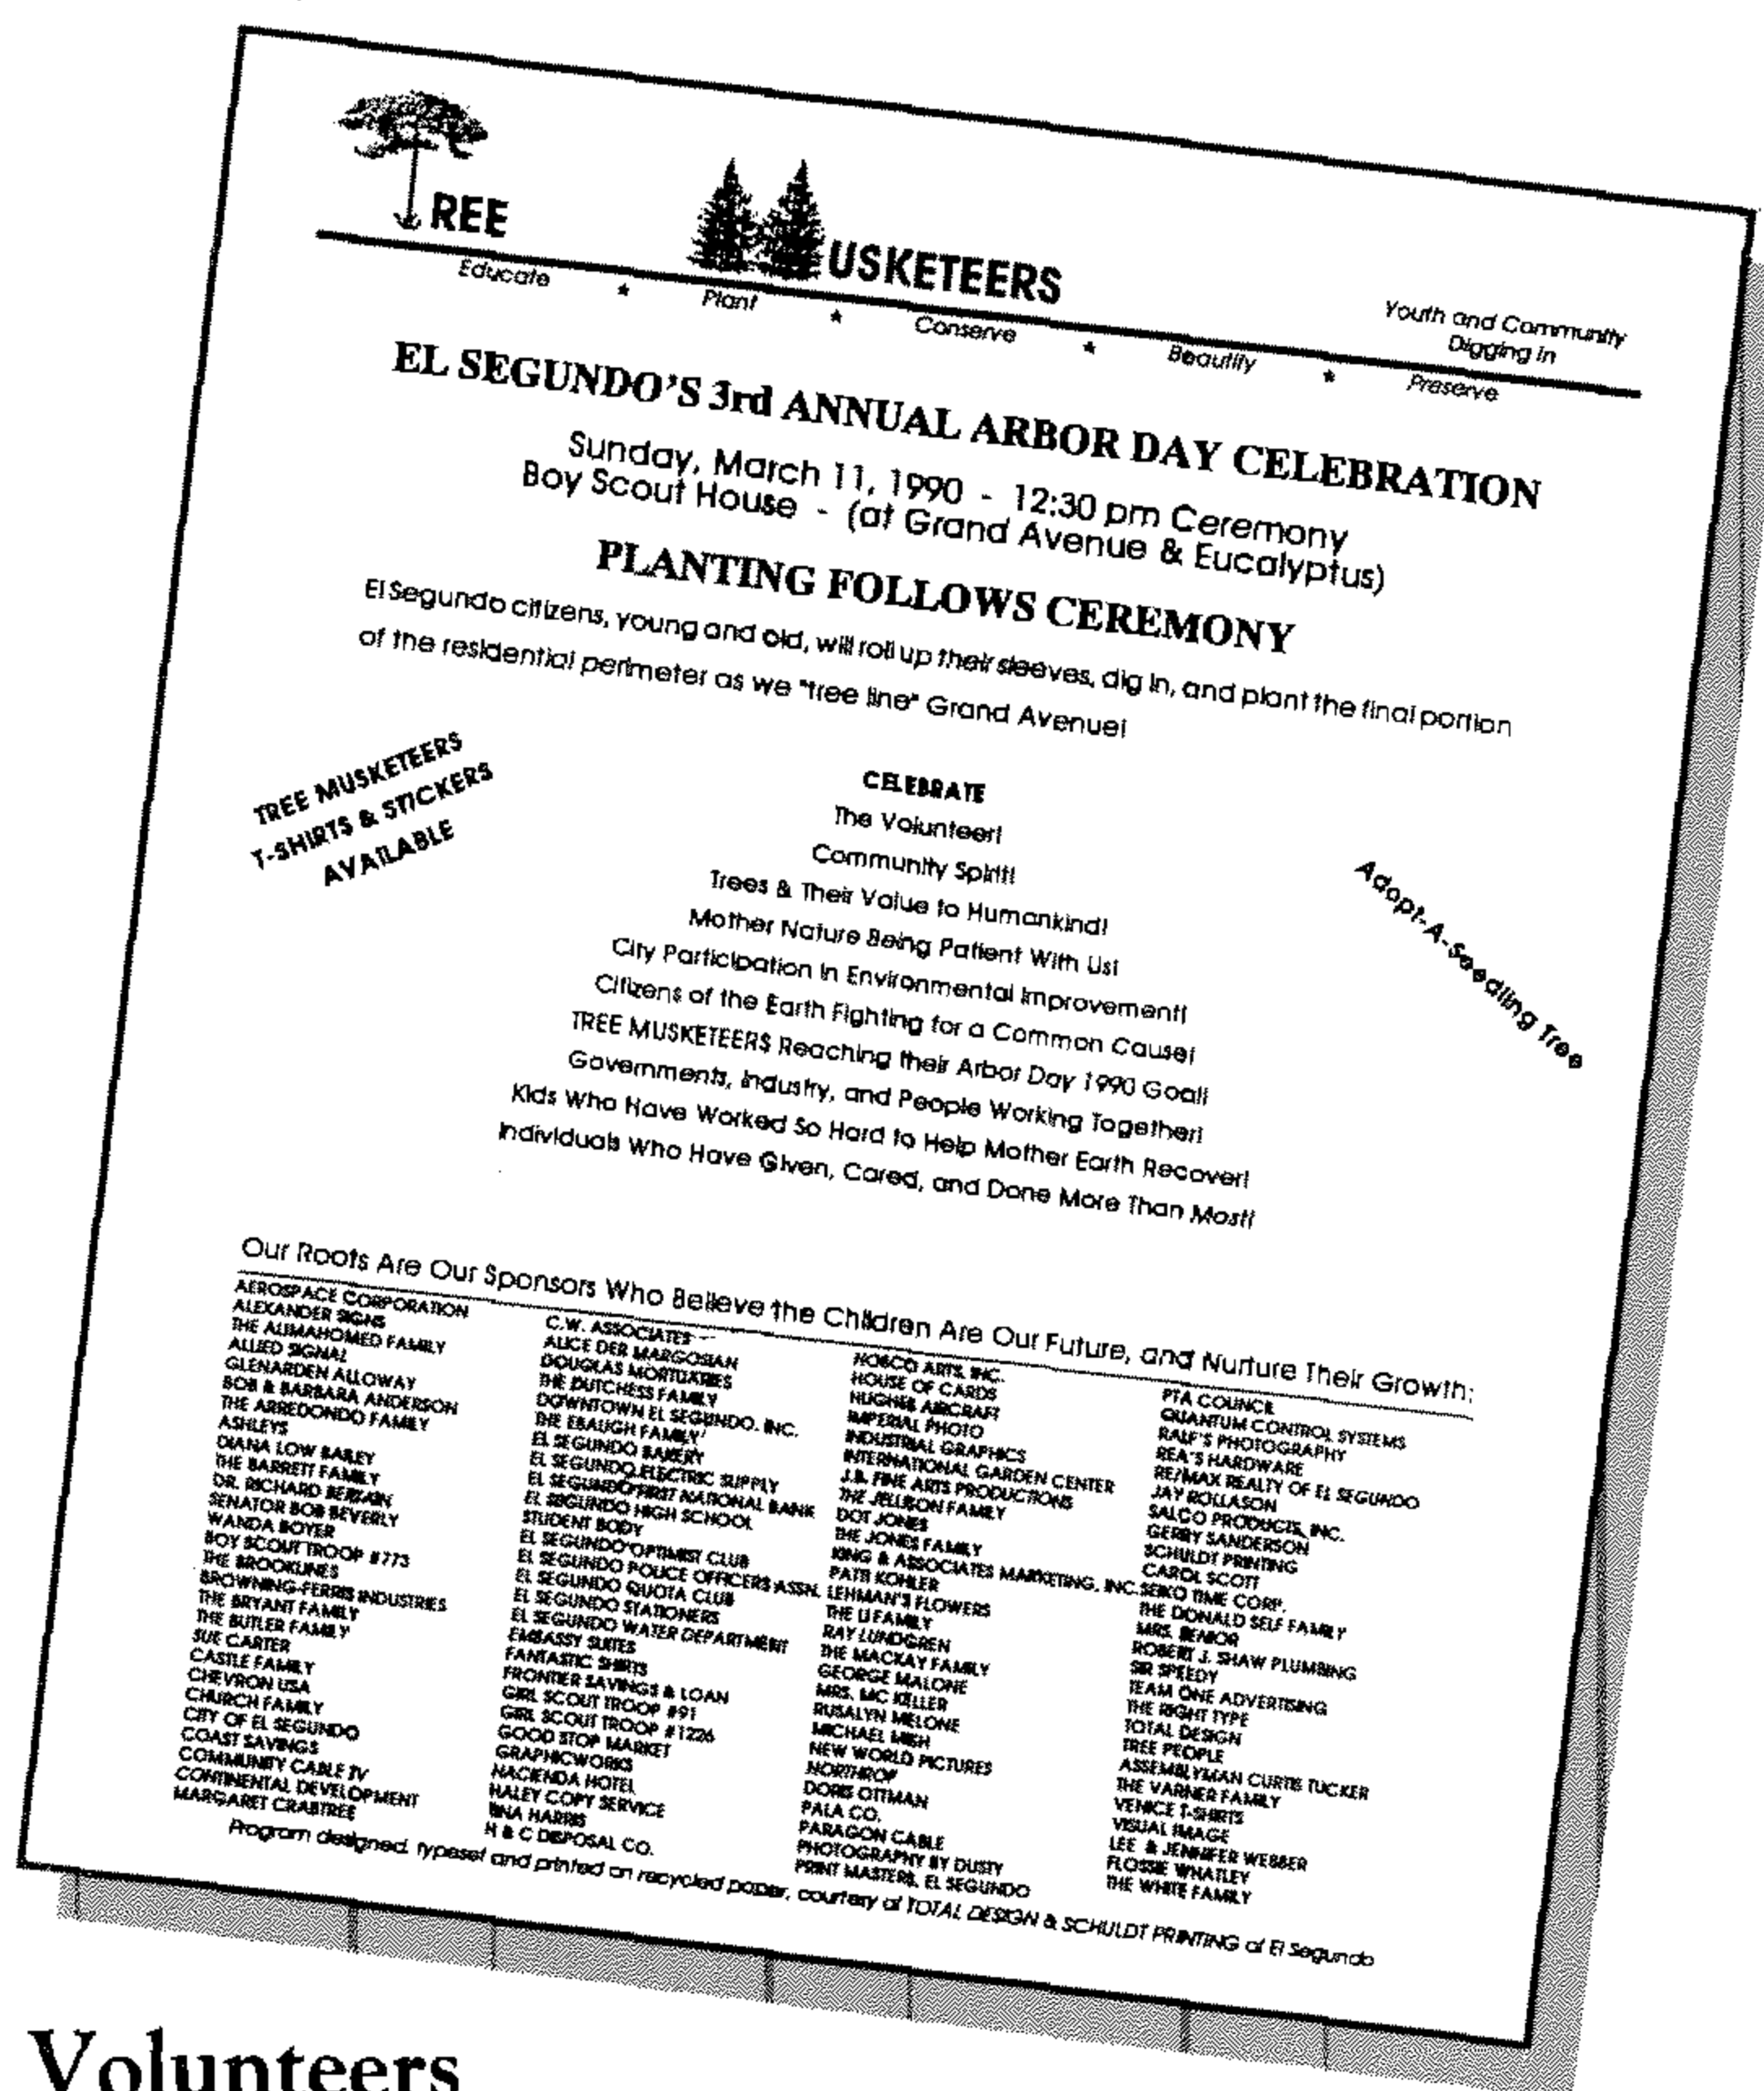 TREE MUSKETEERS
Youth and Community
Digging in
Educate * Plant * Conserve * Beautify * Preserve
EL SEGUNDO'S 3rd ANNUAL ARBOR DAY CELEBRATION
Sunday, March 11, 1990 - 12:30 pm Ceremony
Boy Scout House - (at Grand Avenue & Eucalyptus)
PLANTING FOLLOWS CEREMONY
El Segundo citizens, young and old, will roll up their sleeves, dig in, and plant the final portion
of the residential perimeter as we "tree line" Grand Avenue!
TREE MUSKETEERS
T-SHIRTS & STICKERS
AVAILABLE
CELEBRATE
The Volunteer!
Community Spirit!
Trees & Their Value to Humankind!
Mother Nature Being Patient With Us!
City Participation in Environmental Improvement!
Citizens of the Earth Fighting for a Common Cause!
TREE MUSKETEERS Reaching their Arbor Day 1990 Goal!
Governments, Industry, and People Working Together!
Kids Who Have Worked So Hard to Help Mother Earth Recover!
Individuals Who Have Given, Cared, and Done More Than Most!
Adopt-A-Seedling Tree
Our Roots Are Our Sponsors Who Believe the Children Are Our Future, and Nurture Their Growth:
AEROSPACE CORPORATION
ALEXANDER SIGNS
THE ALIMAHOMED FAMILY
ALLIED SIGNAL
GLENARDEN ALLOWAY
BOB & BARBARA ANDERSON
THE ARREDONDO FAMILY
ASHLEYS
DIANA LOW BAILEY
THE BARRETT FAMILY
DR. RICHARD
SENATOR BOB BEVERLY
WANDA BOYER
BOY SCOUT TROOP #773
THE BROOKLINES
BROWNING-FERRIS INDUSTRIES
THE BRYANT FAMILY
THE BUTLER FAMILY
SUE CARTER
CASTLE FAMILY
CHEVRON USA
CHURCH FAMILY
CITY OF EL SEGUNDO
COAST SAVINGS
COMMUNITY CABLE TV
CONTINENTAL DEVELOPMENT
MARGARET CRABTREE
C.W. ASSOCIATES
ALICE DER MARGOSIAN
DOUGLAS MORTUARIES
THE DUTCHESS FAMILY
DOWNTOWN EL SEGUNDO, INC.
THE EBAUGH FAMILY
EL SEGUNDO BAKERY
EL SEGUNDO ELECTRIC SUPPLY
EL SEGUNDO FIRST NATIONAL BANK
EL SEGUNDO HIGH SCHOOL
STUDENT BODY
EL SEGUNDO OPTIMIST CLUB
EL SEGUNDO POLICE OFFICERS ASSN.
EL SEGUNDO QUOTA CLUB
EL SEGUNDO STATIONERS
EL SEGUNDO WATER DEPARTMENT
EMBASSY SUITES
FANTASTIC SHIRTS
FRONTIER SAVINGS & LOAN
GIRL SCOUT TROOP #91
GIRL SCOUT TROOP #1226
GOOD STOP MARKET
GRAPHICWORKS
HACIENDA HOTEL
HALEY COPY SERVICE
TINA HARRIS
H & C DISPOSAL CO.
HOSCO ARTS, INC.
HOUSE OF CARDS
HUGHES AIRCRAFT
IMPERIAL PHOTO
INDUSTRIAL GRAPHICS
INTERNATIONAL GARDEN CENTER
J.B. FINE ARTS PRODUCTIONS
THE JELLISON FAMILY
DOT JONES
THE JONES FAMILY
KING & ASSOCIATES MARKETING, INC.
PATTI KOHLER
LEHMAN'S FLOWERS
THE LI FAMILY
RAY LUNDGREN
THE MACKAY FAMILY
GEORGE MALONE
MRS. MC KELLER
RUSALYN MELONE
MICHAEL
NEW WORLD PICTURES
NORTHROP
DORIS OTTMAN
PALA CO.
PARAGON CABLE
PHOTOGRAPHY BY DUSTY
PRINT MASTERS, EL SEGUNDO
PTA COUNCIL
QUANTUM CONTROL SYSTEMS
RALF'S PHOTOGRAPHY
REA'S HARDWARE
RE/MAX REALTY OF EL SEGUNDO
JAY ROLLASON
SALCO PRODUCTS, INC.
GERRY SANDERSON
SCHULDT PRINTING
CAROL SCOTT
SEIKO TIME CORP.
THE DONALD SELF FAMILY
MRS. SENIOR
ROBERT J. SHAW PLUMBING
SIR SPEEDY
TEAM ONE ADVERTISING
THE RIGHT TYPE
TOTAL DESIGN
TREE PEOPLE
ASSEMBLYMAN CURTIS TUCKER
THE VARNER FAMILY
VENICE T-SHIRTS
VISUAL IMAGE
LEE & JENNIFER WEBBER
FLOSSIE WHATLEY
THE WHITE FAMILY
Program designed, typeset and printed on recycled paper, courtesy of TOTAL DESIGN & SCHULDT PRINTING of El Segundo
Volunteers